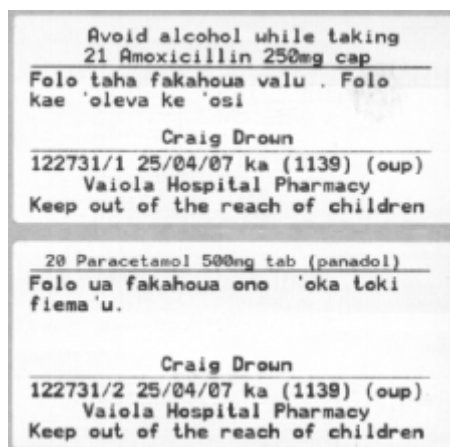 Avoid alcohol while taking
21 Amoxicillin 250mg cap
Folo taha fakahoua valu . Folo
kae 'oleva ke 'osi
Craig Drown
122731/1 25/04/07 ka (1139) (oup)
Vaiola Hospital Pharmacy
Keep out of the reach of children
20 Paracetamol 500mg tab (panadol)
Folo ua fakahoua ono 'oka toki
fiema'u.
Craig Drown
122731/2 25/04/07 ka (1139) (oup)
Vaiola Hospital Pharmacy
Keep out of the reach of children